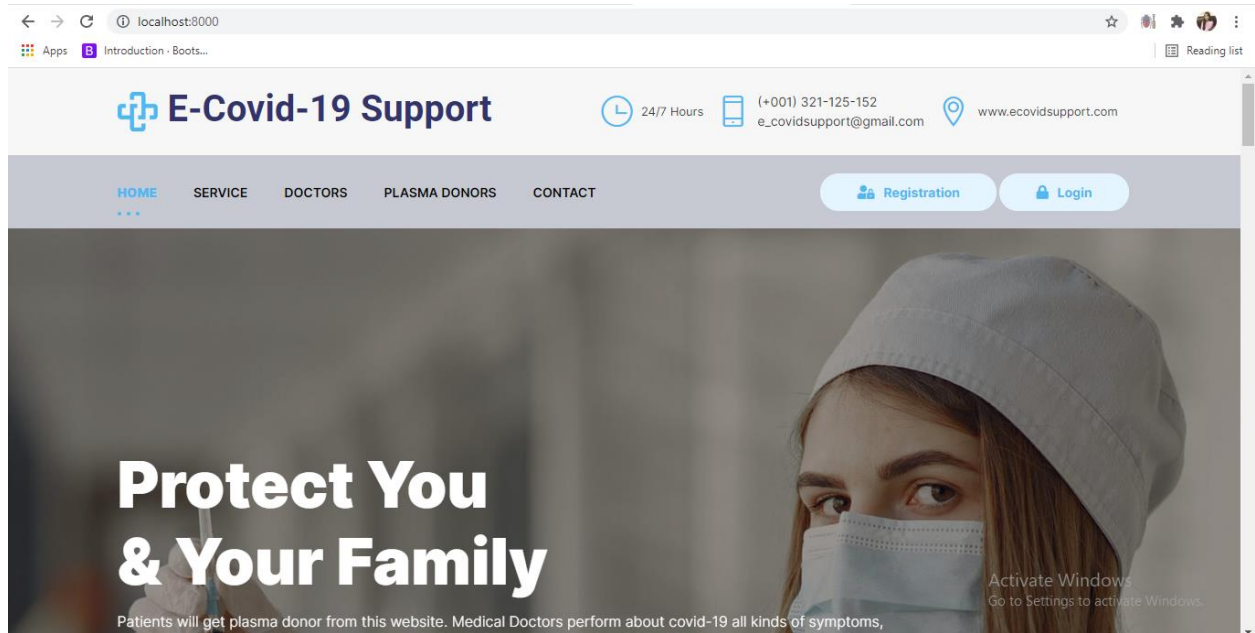 localhost:8000
Apps B Introduction · Boots... Reading list
E-Covid-19 Support
24/7 Hours
(+001) 321-125-152
e_covidsupport@gmail.com
www.ecovidsupport.com
HOME SERVICE DOCTORS PLASMA DONORS CONTACT Registration Login
Protect You
& Your Family
Patients will get plasma donor from this website. Medical Doctors perform about covid-19 all kinds of symptoms,
Activate Windows
Go to Settings to activate Windows.